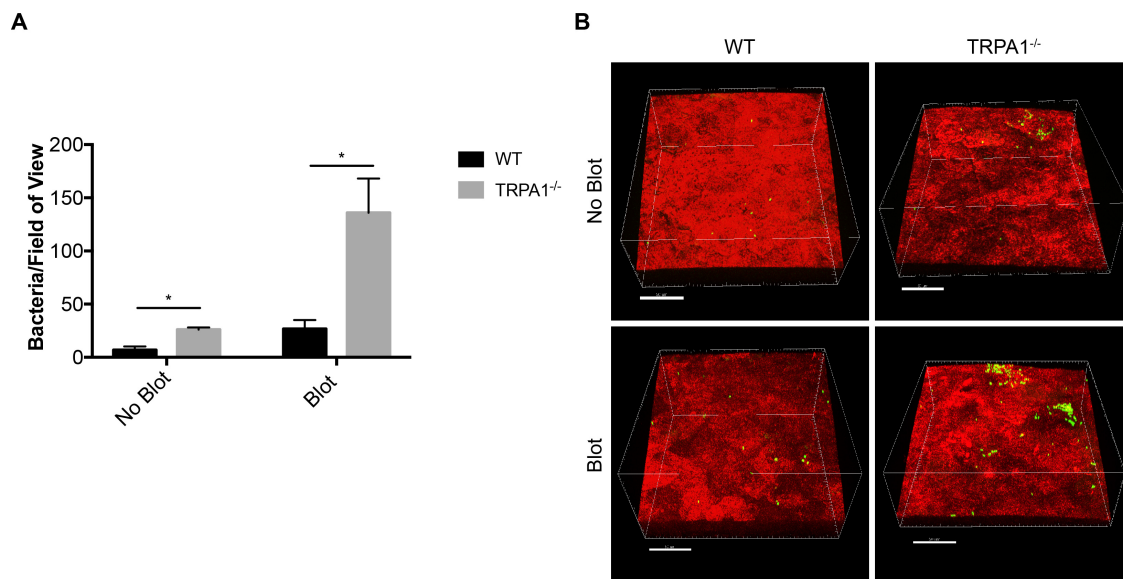 A
B
WT
TRPA1-/-
Bacteria/Field of View
200
150
100
50
0
No Blot
Blot
*
*
WT
TRPA1-/-
No Blot
Blot